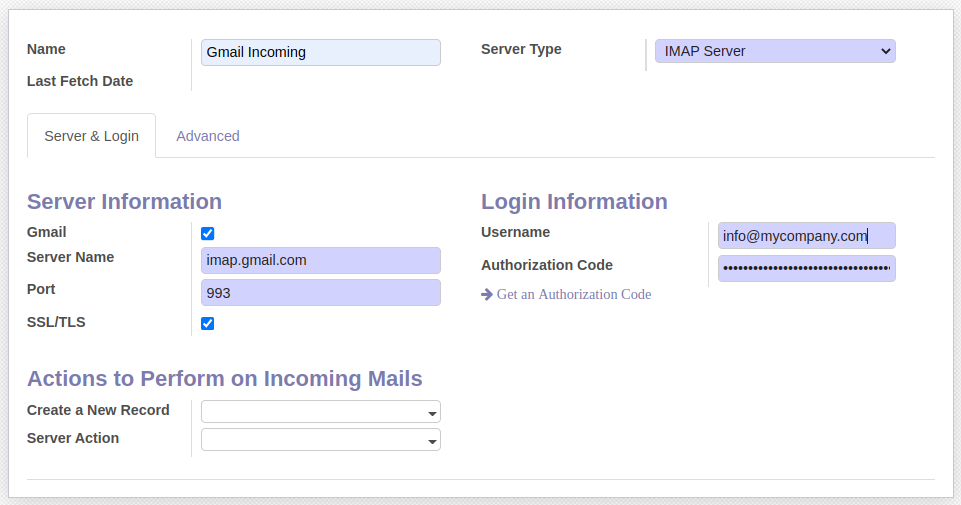 Name Gmail Incoming Server Type IMAP Server
Last Fetch Date
Server & Login Advanced
Server Information Login Information
Gmail Username info@mycompany.com
Server Name imap.gmail.com Authorization Code ••••••••••••••••••••••••••••••••••
Port 993 Get an Authorization Code
SSL/TLS
Actions to Perform on Incoming Mails
Create a New Record
Server Action